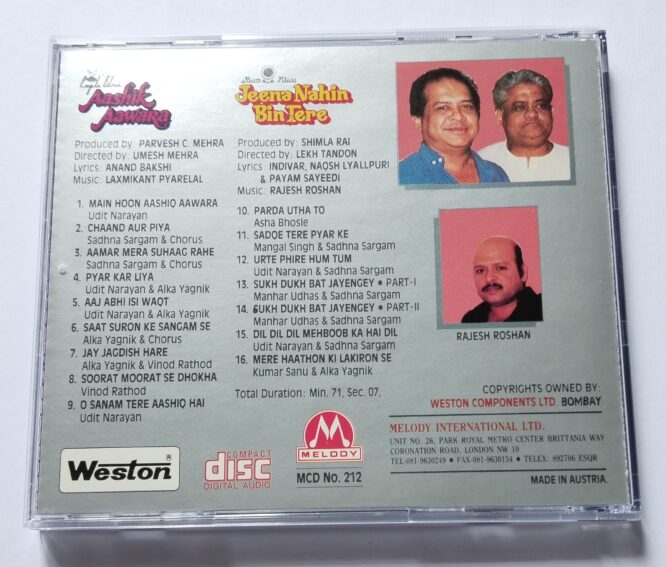 Eagle Films
Aashik
Aawara
Produced by: PARVESH C. MEHRA
Directed by: UMESH MEHRA
Lyrics: ANAND BAKSHI
Music: LAXMIKANT PYARELAL
1. MAIN HOON AASHIQ AAWARA
Udit Narayan
2. CHAAND AUR PIYA
Sadhna Sargam & Chorus
3. AAMAR MERA SUHAAG RAHE
Sadhna Sargam & Chorus
4. PYAR KAR LIYA
Udit Narayan & Alka Yagnik
5. AAJ ABHI ISI WAQT
Udit Narayan & Alka Yagnik
6. SAAT SURON KE SANGAM SE
Alka Yagnik & Chorus
7. JAY JAGDISH HARE
Alka Yagnik & Vinod Rathod
8. SOORAT MOORAT SE DHOKHA
Vinod Rathod
9. O SANAM TERE AASHIQ HAI
Udit Narayan
Jeena Nahin
Bin Tere
Produced by: SHIMLA RAI
Directed by: LEKH TANDON
Lyrics: INDIVAR, NAQSH LYALLPURI
& PAYAM SAYEEDI
Music: RAJESH ROSHAN
10. PARDA UTHA TO
Asha Bhosle
11. SADQE TERE PYAR KE
Mangal Singh & Sadhna Sargam
12. URTE PHIRE HUM TUM
Udit Narayan & Sadhna Sargam
13. SUKH DUKH BAT JAYENGEY • PART-I
Manhar Udhas & Sadhna Sargam
14. SUKH DUKH BAT JAYENGEY • PART-II
Manhar Udhas & Sadhna Sargam
15. DIL DIL DIL MEHBOOB KA HAI DIL
Udit Narayan & Sadhna Sargam
16. MERE HAATHON KI LAKIRON SE
Kumar Sanu & Alka Yagnik
Total Duration: Min. 71, Sec. 07,
RAJESH ROSHAN
COPYRIGHTS OWNED BY:
WESTON COMPONENTS LTD. BOMBAY
MELODY INTERNATIONAL LTD.
UNIT NO. 26, PARK ROYAL METRO CENTER BRITTANIA WAY
CORONATION ROAD, LONDON NW 10
TEL-081-9630249 • FAX-081-9630154 • TELEX: 892706 ESQR
MADE IN AUSTRIA.
Weston®
COMPACT
disc
DIGITAL AUDIO
M
MELODY
MCD No. 212